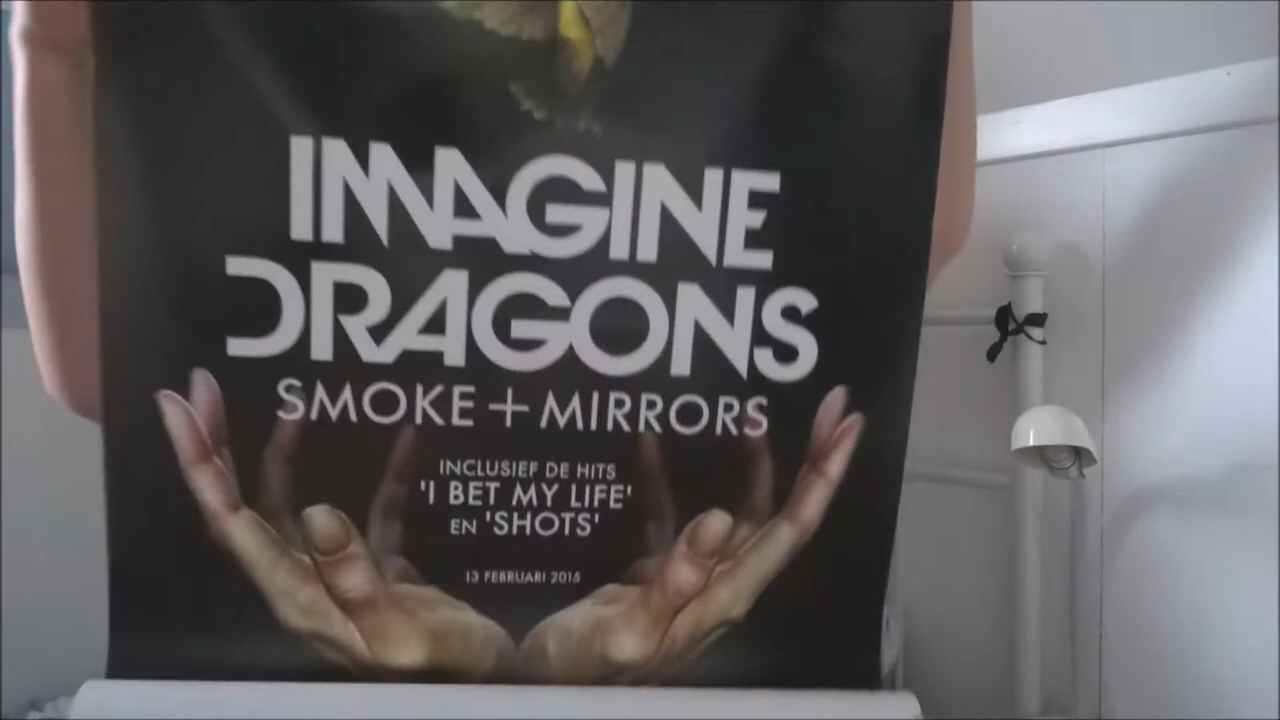 IMAGINE
DRAGONS
SMOKE + MIRRORS
INCLUSIEF DE HITS
'I BET MY LIFE'
EN 'SHOTS'
13 FEBRUARI 2015